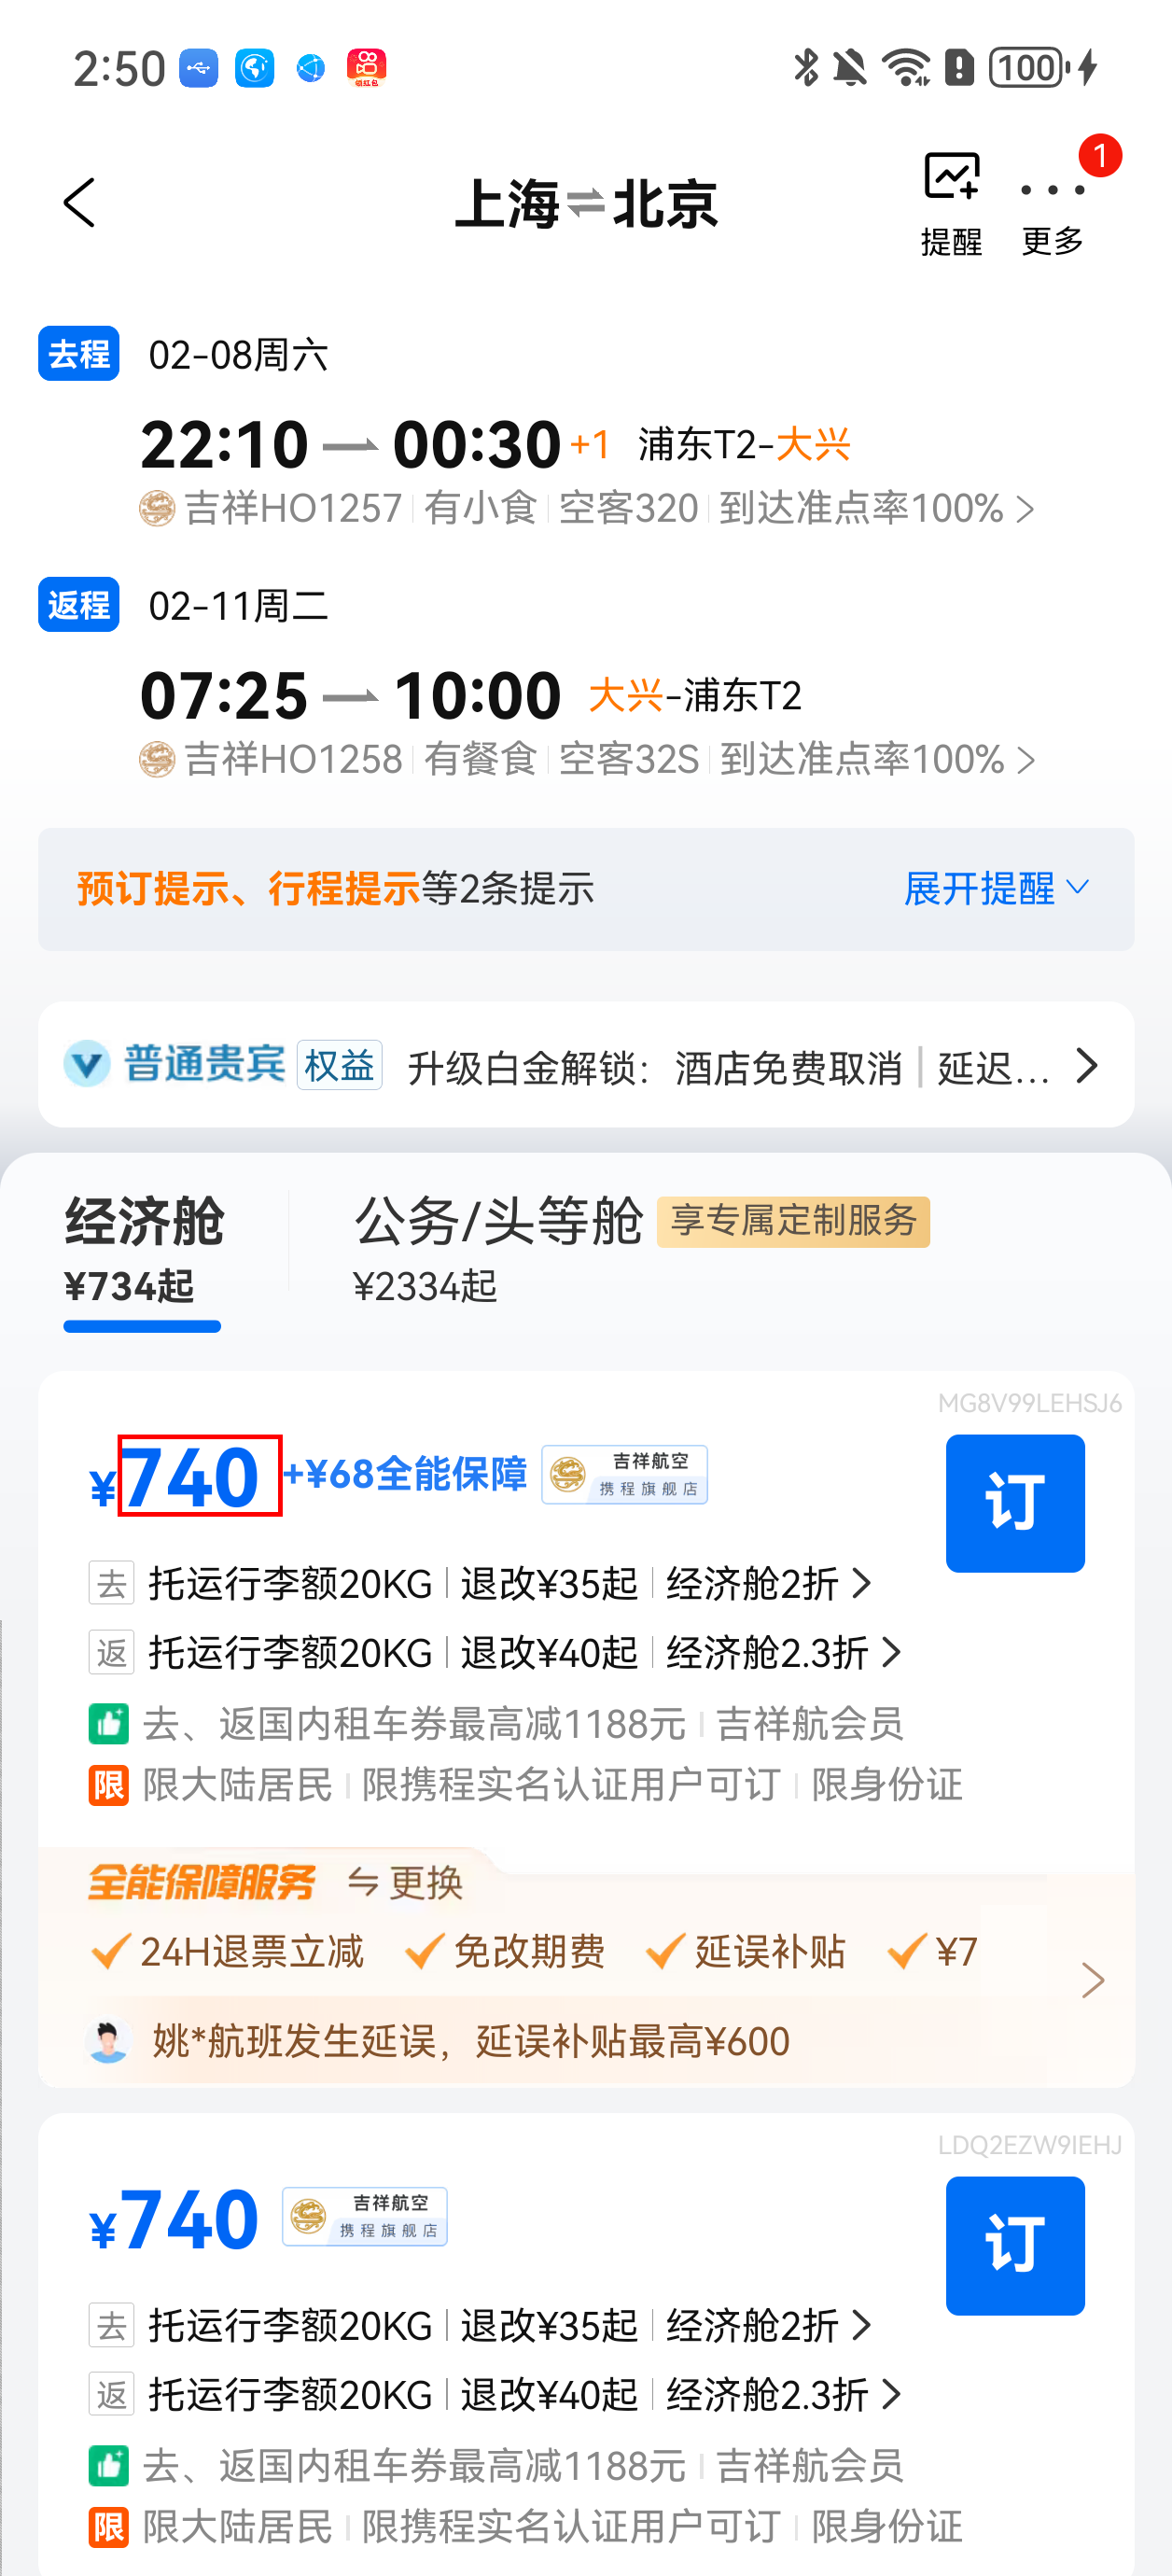 2:50 领红包 100
上海⇌北京
1
提醒 更多
去程 02-08周六
22:10 00:30 +1 浦东T2-大兴
吉祥HO1257 有小食 空客320 到达准点率100%
返程 02-11周二
07:25 10:00 大兴-浦东T2
吉祥HO1258 有餐食 空客32S 到达准点率100%
预订提示、行程提示等2条提示 展开提醒
普通贵宾 权益 升级白金解锁：酒店免费取消 | 延迟...
经济舱 公务/头等舱 享专属定制服务
¥734起 ¥2334起
MG8V99LEHSJ6
¥740 +¥68全能保障 吉祥航空 携程旗舰店 订
去 托运行李额20KG 退改¥35起 经济舱2折
返 托运行李额20KG 退改¥40起 经济舱2.3折
去、返国内租车券最高减1188元 吉祥航会员
限 限大陆居民 限携程实名认证用户可订 限身份证
全能保障服务 更换
24H退票立减 免改期费 延误补贴 ¥7
姚*航班发生延误，延误补贴最高¥600
LDQ2EZW9IEHJ
¥740 吉祥航空 携程旗舰店 订
去 托运行李额20KG 退改¥35起 经济舱2折
返 托运行李额20KG 退改¥40起 经济舱2.3折
去、返国内租车券最高减1188元 吉祥航会员
限 限大陆居民 限携程实名认证用户可订 限身份证